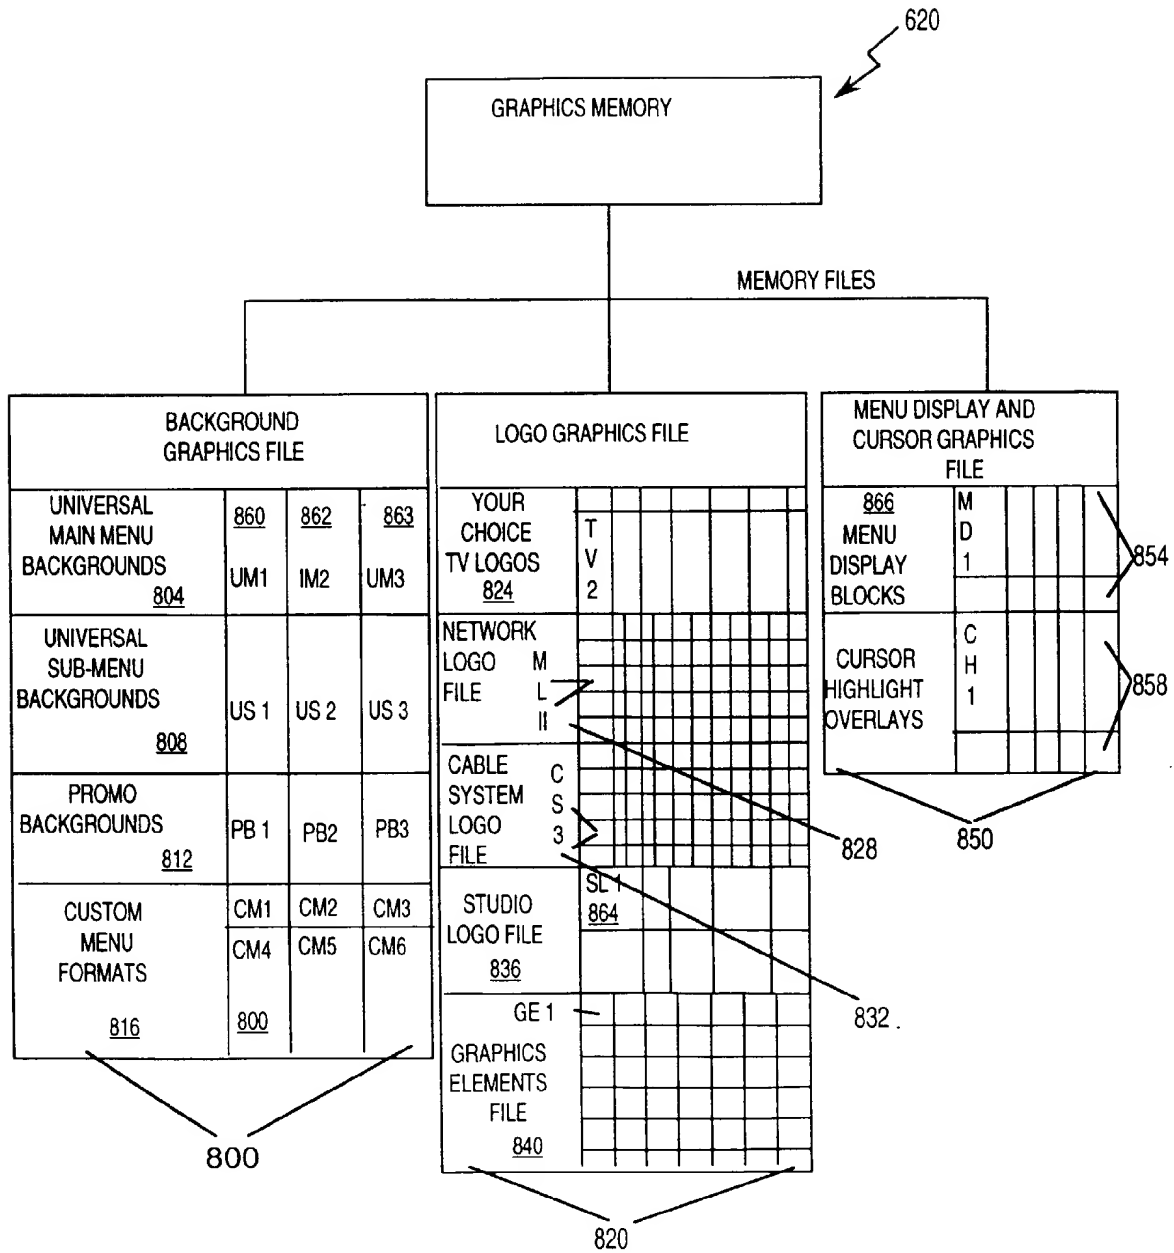 620
GRAPHICS MEMORY
MEMORY FILES
BACKGROUND
GRAPHICS FILE
UNIVERSAL
MAIN MENU
BACKGROUNDS
804
860 862 863
UM1 IM2 UM3
UNIVERSAL
SUB-MENU
BACKGROUNDS
808
US 1 US 2 US 3
PROMO
BACKGROUNDS
812
PB 1 PB2 PB3
CUSTOM
MENU
FORMATS
816
CM1 CM2 CM3
CM4 CM5 CM6
800
800
LOGO GRAPHICS FILE
YOUR
CHOICE
TV LOGOS
824
T
V
2
NETWORK
LOGO
FILE
M
L
II
CABLE
SYSTEM
LOGO
FILE
C
S
3
STUDIO
LOGO FILE
836
SL 1
864
GE 1
GRAPHICS
ELEMENTS
FILE
840
820
828
832
MENU DISPLAY AND
CURSOR GRAPHICS
FILE
866
MENU
DISPLAY
BLOCKS
M
D
1
854
CURSOR
HIGHLIGHT
OVERLAYS
C
H
1
858
850